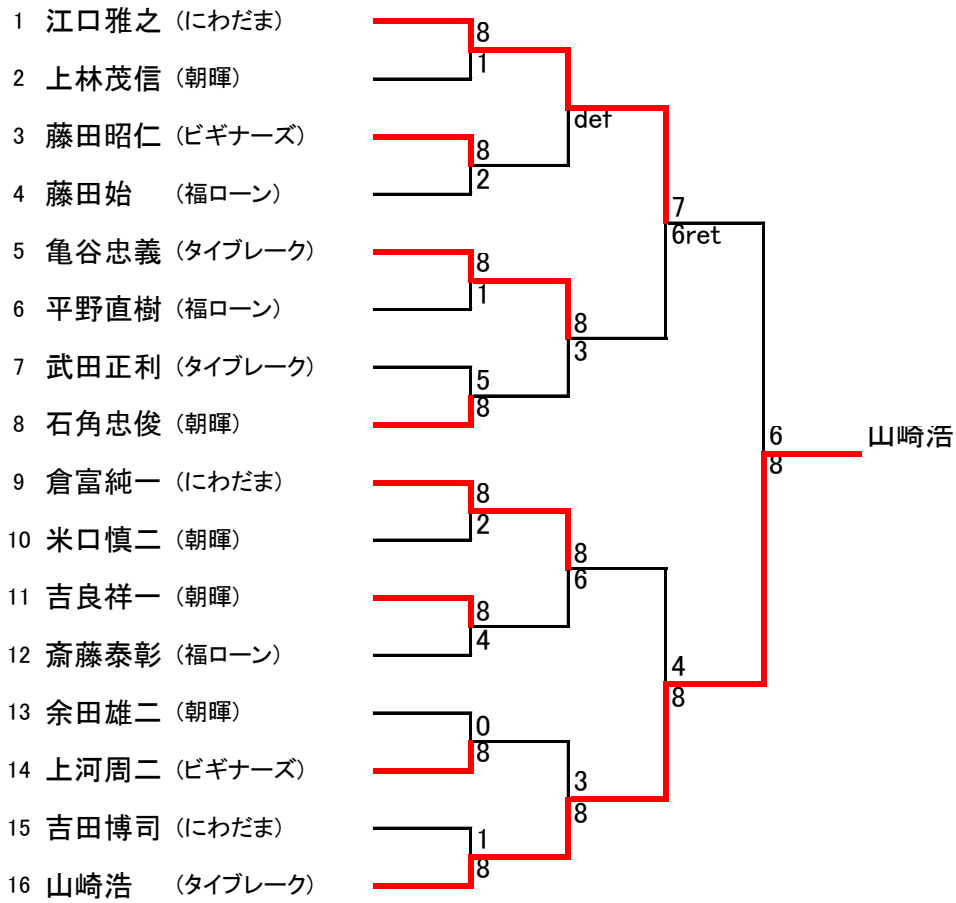 1 江口雅之 (にわだま)
8
1
2 上林茂信 (朝暉)
def
3 藤田昭仁 (ビギナーズ)
8
2
4 藤田始 (福ローン)
7
6ret
5 亀谷忠義 (タイブレーク)
8
1
6 平野直樹 (福ローン)
8
3
7 武田正利 (タイブレーク)
5
8
8 石角忠俊 (朝暉)
6
8
山崎浩
9 倉富純一 (にわだま)
8
2
10 米口慎二 (朝暉)
8
6
11 吉良祥一 (朝暉)
8
4
12 斎藤泰彰 (福ローン)
4
8
13 余田雄二 (朝暉)
0
8
14 上河周二 (ビギナーズ)
3
8
15 吉田博司 (にわだま)
1
8
16 山崎浩 (タイブレーク)